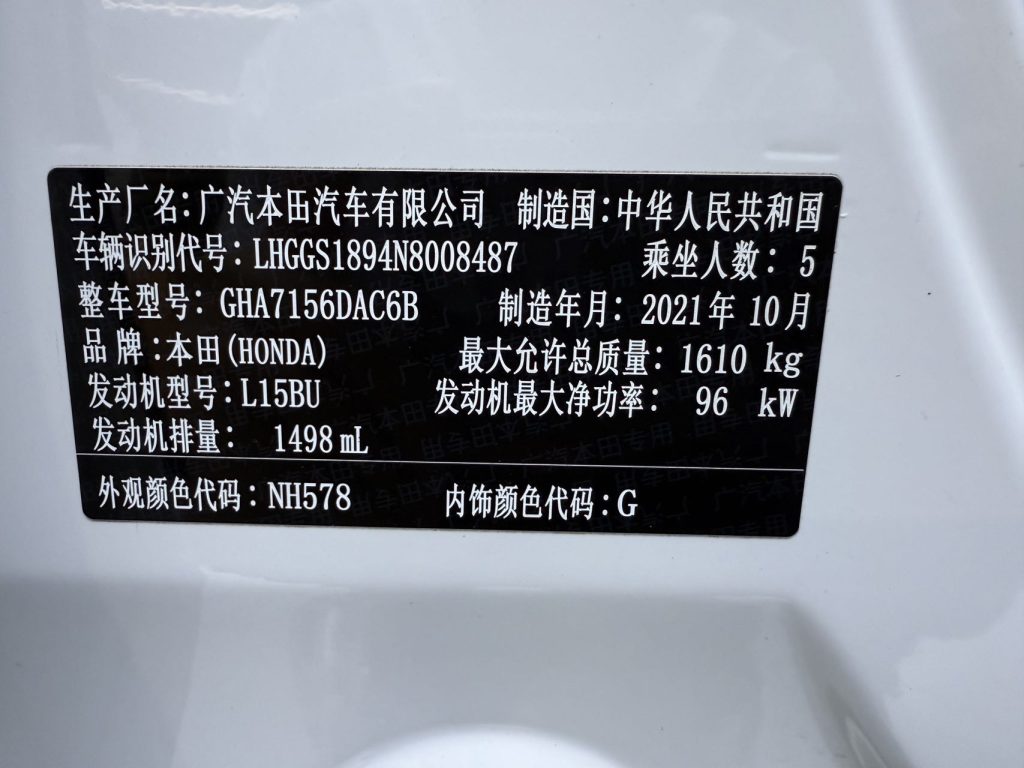 生产厂名:广汽本田汽车有限公司 制造国:中华人民共和国
车辆识别代号:LHGGS1894N8008487 乘坐人数:5
整车型号:GHA7156DAC6B 制造年月:2021年10月
品牌:本田(HONDA) 最大允许总质量:1610 kg
发动机型号:L15BU 发动机最大净功率:96 kW
发动机排量:1498 mL
外观颜色代码:NH578 内饰颜色代码:G